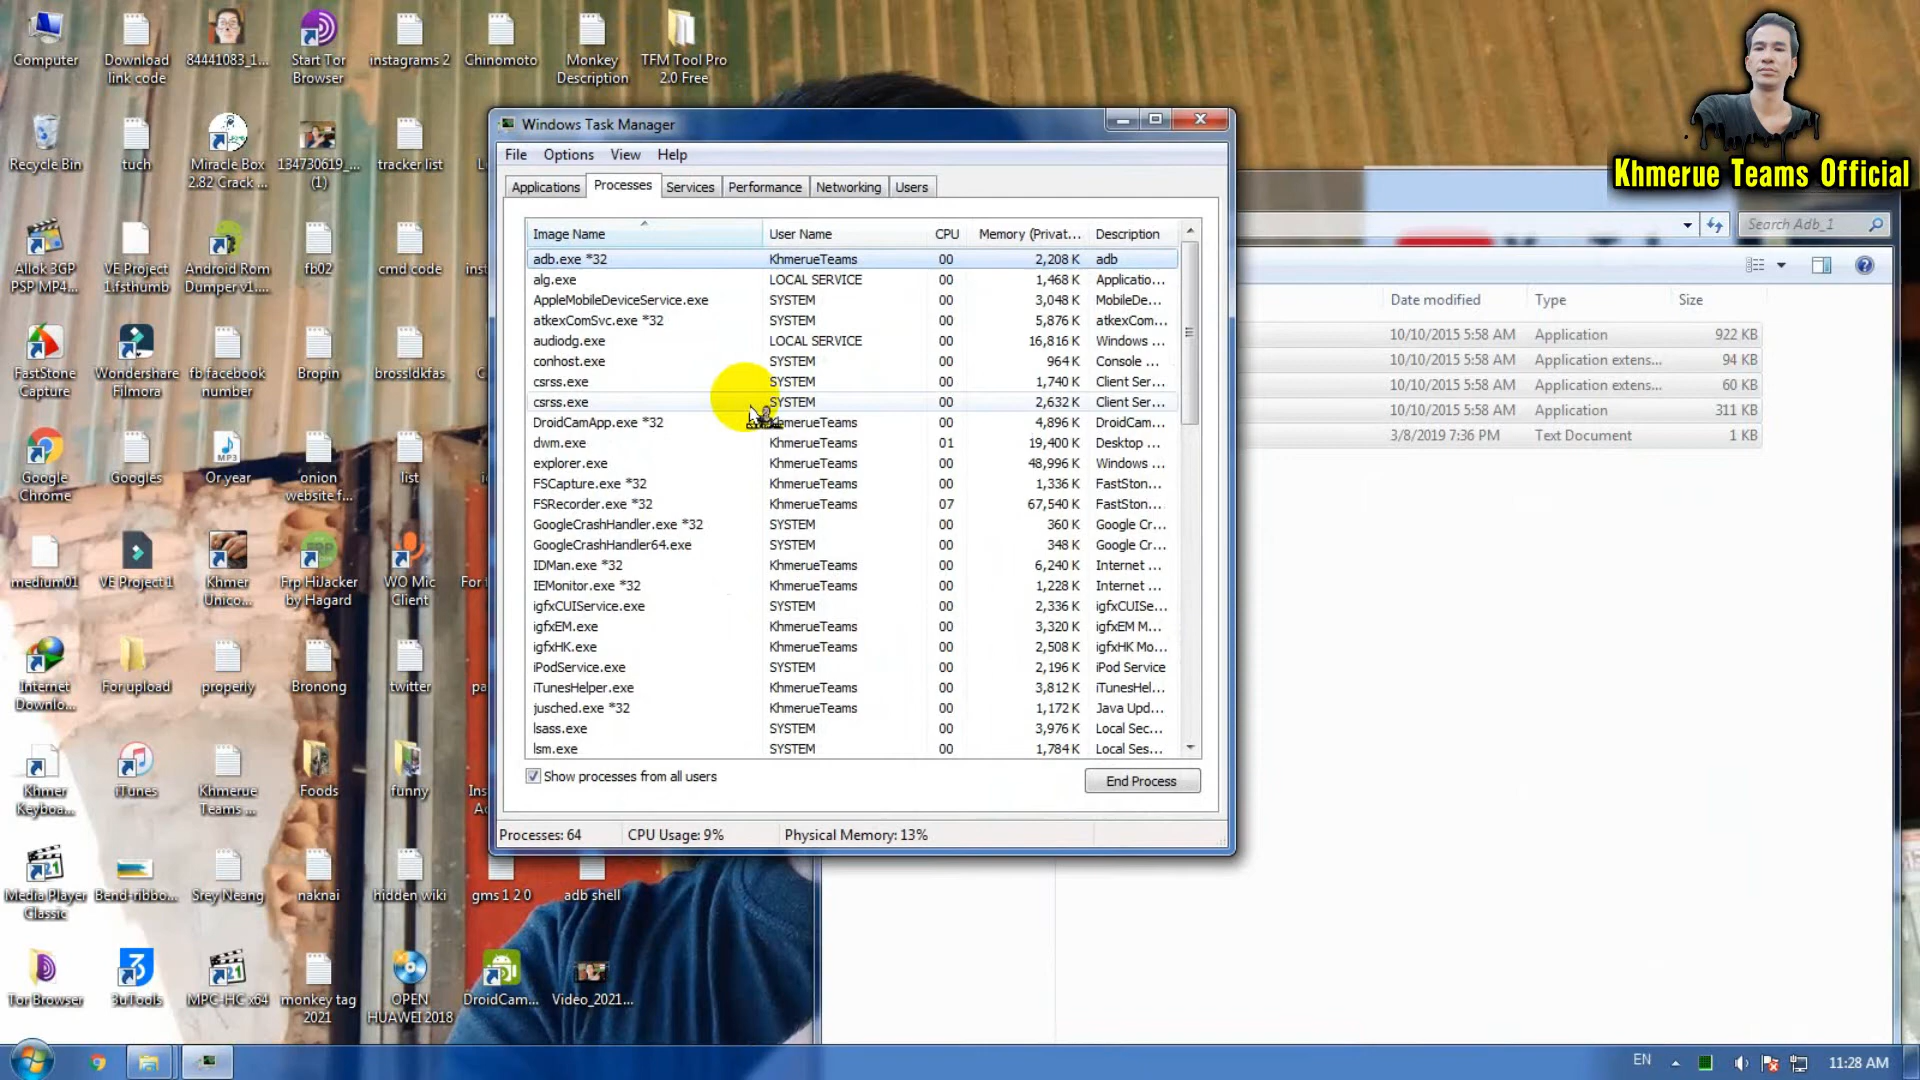 Computer
Download
link code
84441083_1...
Start Tor
Browser
instagrams 2
Chinomoto
Monkey
Description
TFM Tool Pro
2.0 Free
Recycle Bin
tuch
Miracle Box
2.82 Crack ...
134730619_...
(1)
tracker list
Allok 3GP
PSP MP4...
VE Project
1.fsthumb
Android Rom
Dumper v1....
fb02
cmd code
FastStone
Capture
Wondershare
Filmora
fb facebook
number
Bropin
brossldkfas
Google
Chrome
Googles
MP3
Or year
onion
website f...
list
medium01
VE Project1
Khmer
Unico...
FRP
Frp HiJacker
by Hagard
WO Mic
Client
For f
Internet
Downlo...
For upload
properly
Bronong
twitter
pa
Khmer
Keyboa...
iTunes
Khmerue
Teams ...
Foods
funny
Ins
Ac
Media Player
Classic
Bend-ribbo...
Srey Neang
naknai
hidden wiki
gms 1 2 0
adb shell
Tor Browser
3uTools
MPC-HC x64
monkey tag
2021
OPEN
HUAWEI 2018
DroidCam...
Video_2021...
Windows Task Manager
File Options View Help
Applications Processes Services Performance Networking Users
Image Name User Name CPU Memory (Privat... Description
adb.exe *32 KhmerueTeams 00 2,208 K adb
alg.exe LOCAL SERVICE 00 1,468 K Applicatio...
AppleMobileDeviceService.exe SYSTEM 00 3,048 K MobileDe...
atkexComSvc.exe *32 SYSTEM 00 5,876 K atkexCom...
audiodg.exe LOCAL SERVICE 00 16,816 K Windows ...
conhost.exe SYSTEM 00 964 K Console ...
csrss.exe SYSTEM 00 1,740 K Client Ser...
csrss.exe SYSTEM 00 2,632 K Client Ser...
DroidCamApp.exe *32 KhmerueTeams 00 4,896 K DroidCam...
dwm.exe KhmerueTeams 01 19,400 K Desktop ...
explorer.exe KhmerueTeams 00 48,996 K Windows ...
FSCapture.exe *32 KhmerueTeams 00 1,336 K FastSton...
FSRecorder.exe *32 KhmerueTeams 07 67,540 K FastSton...
GoogleCrashHandler.exe *32 SYSTEM 00 360 K Google Cr...
GoogleCrashHandler64.exe SYSTEM 00 348 K Google Cr...
IDMan.exe *32 KhmerueTeams 00 6,240 K Internet ...
IEMonitor.exe *32 KhmerueTeams 00 1,228 K Internet ...
igfxCUIService.exe SYSTEM 00 2,336 K igfxCUISe...
igfxEM.exe KhmerueTeams 00 3,320 K igfxEM M...
igfxHK.exe KhmerueTeams 00 2,508 K igfxHK Mo...
iPodService.exe SYSTEM 00 2,196 K iPod Service
iTunesHelper.exe KhmerueTeams 00 3,812 K iTunesHel...
jusched.exe *32 KhmerueTeams 00 1,172 K Java Upd...
lsass.exe SYSTEM 00 3,976 K Local Sec...
lsm.exe SYSTEM 00 1,784 K Local Ses...
Show processes from all users
End Process
Processes: 64 CPU Usage: 9% Physical Memory: 13%
Khmerue Teams Official
Search Adb_1
Date modified Type Size
10/10/2015 5:58 AM Application 922 KB
10/10/2015 5:58 AM Application extens... 94 KB
10/10/2015 5:58 AM Application extens... 60 KB
10/10/2015 5:58 AM Application 311 KB
3/8/2019 7:36 PM Text Document 1 KB
EN 11:28 AM